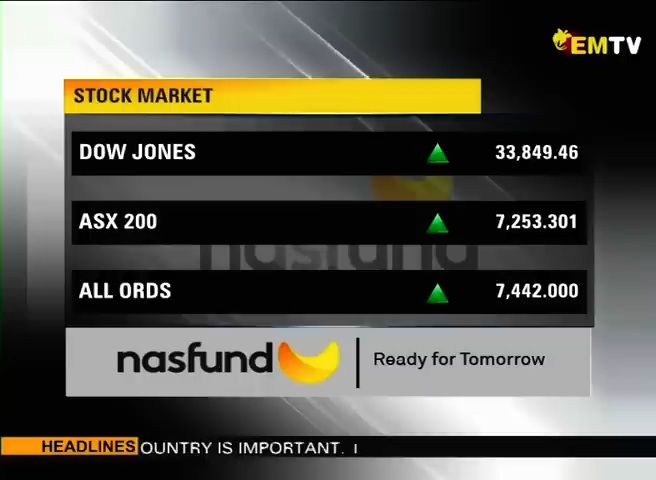 EMTV
STOCK MARKET
DOW JONES 33,849.46
ASX 200 7,253.301
nasfund
ALL ORDS 7,442.000
nasfund Ready for Tomorrow
HEADLINES OUNTRY IS IMPORTANT. I